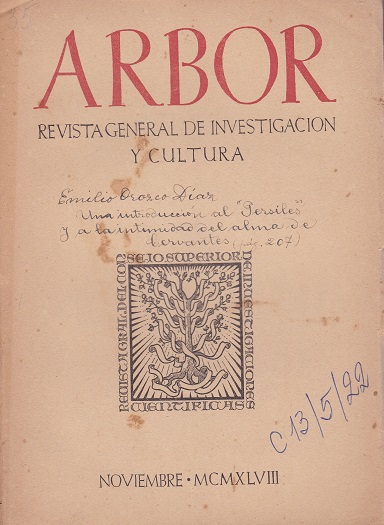 ARBOR
REVISTA GENERAL DE INVESTIGACION
Y CULTURA
Emilio Orozco Díaz
Una introducción al "Persiles"
y a la intimidad del alma de
Cervantes (pág. 207)
REVISTA GRAL. DEL CONSEJO SUPERIOR DE INVESTIGACIONES CIENTIFICAS
C 13/5/22
NOVIEMBRE · MCMXLVIII